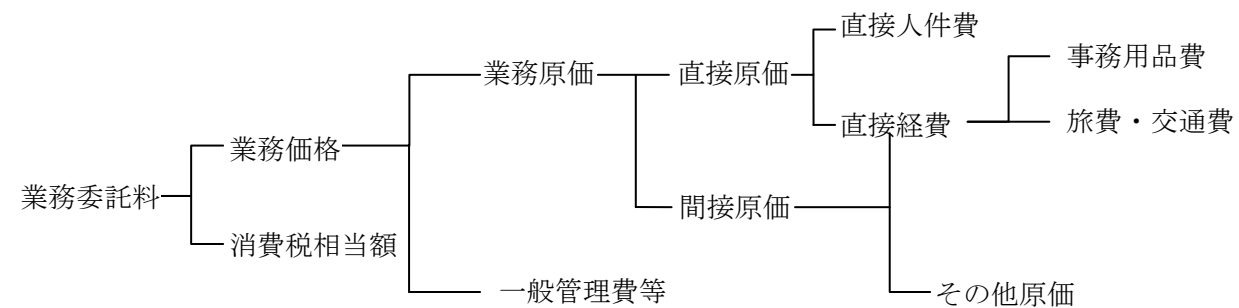 業務委託料
業務価格
消費税相当額
業務原価
一般管理費等
直接原価
間接原価
直接人件費
直接経費
その他原価
事務用品費
旅費・交通費